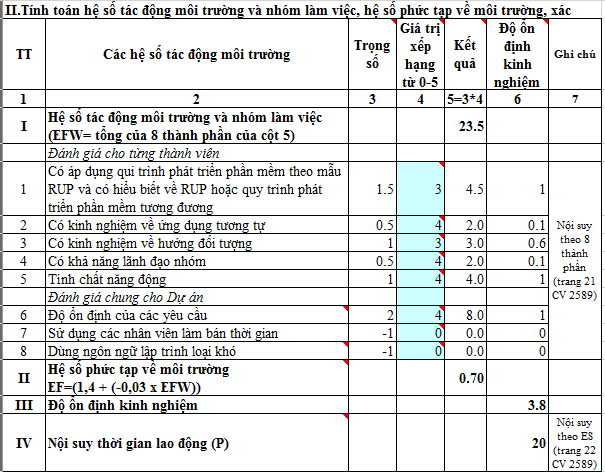 II.Tính toán hệ số tác động môi trường và nhóm làm việc, hệ số phức tạp về môi trường, xác
TT Các hệ số tác động môi trường Trọng số Giá trị xếp hạng từ 0-5 Kết quả Độ ổn định kinh nghiệm Ghi chú
1 2 3 4 5=3*4 6 7
I Hệ số tác động môi trường và nhóm làm việc
(EFW= tổng của 8 thành phần của cột 5) 23.5
Đánh giá cho từng thành viên
1 Có áp dụng qui trình phát triển phần mềm theo mẫu
RUP và có hiểu biết về RUP hoặc quy trình phát
triển phần mềm tương đương 1.5 3 4.5 1
2 Có kinh nghiệm về ứng dụng tương tự 0.5 4 2.0 0.1
3 Có kinh nghiệm về hướng đối tượng 1 3 3.0 0.6
4 Có khả năng lãnh đạo nhóm 0.5 4 2.0 0.1
5 Tính chất năng động 1 4 4.0 1
Đánh giá chung cho Dự án
6 Độ ổn định của các yêu cầu 2 4 8.0 1
7 Sử dụng các nhân viên làm bán thời gian -1 0 0.0 0
8 Dùng ngôn ngữ lập trình loại khó -1 0 0.0 0
Nội suy
theo 8
thành
phần
(trang 21
CV 2589)
II Hệ số phức tạp về môi trường
EF=(1,4 + (-0,03 x EFW)) 0.70
III Độ ổn định kinh nghiệm 3.8
IV Nội suy thời gian lao động (P) 20
Nội suy
theo ES
(trang 22
CV 2589)